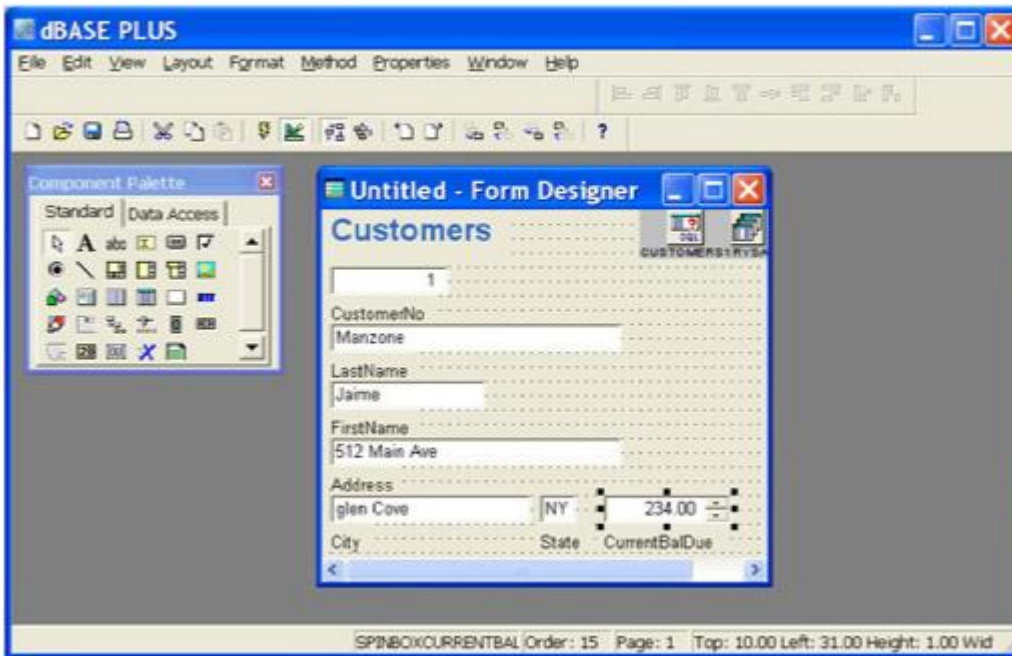 dBASE PLUS
File Edit View Layout Format Method Properties Window Help
Component Palette
Standard Data Access
Untitled - Form Designer
Customers
SQL
CUSTOMERS1
1
CustomerNo
Manzone
LastName
Jaime
FirstName
512 Main Ave
Address
glen Cove NY 234.00
City State CurrentBalDue
SPINBOXCURRENTBAL Order: 15 Page: 1 Top: 10.00 Left: 31.00 Height: 1.00 Wid